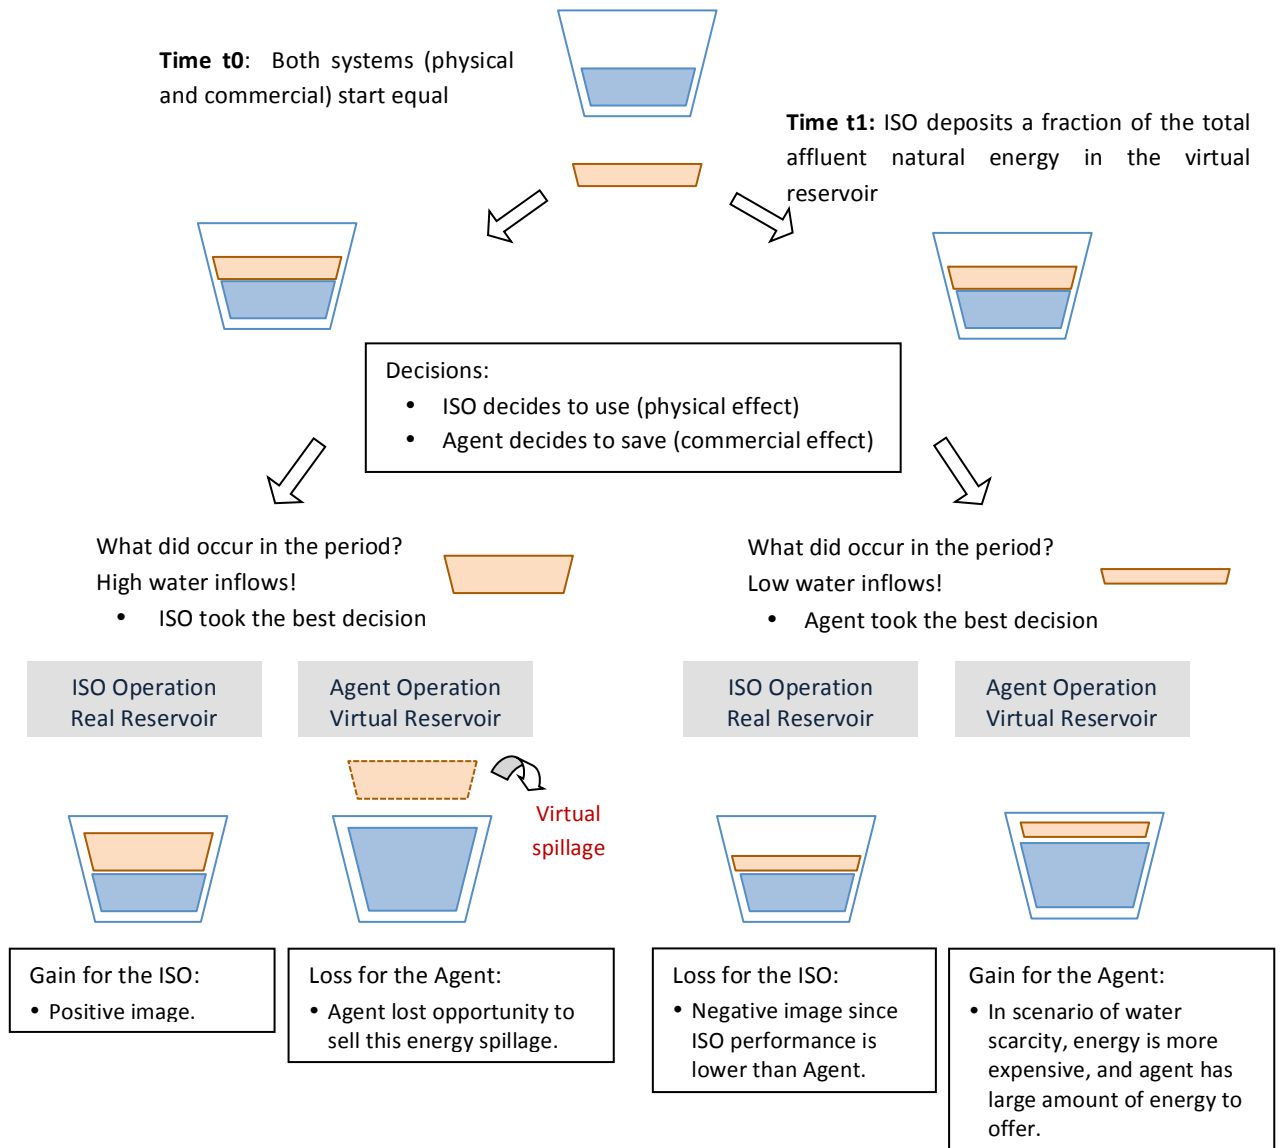 Time t0: Both systems (physical
and commercial) start equal
Time t1: ISO deposits a fraction of the total
affluent natural energy in the virtual
reservoir
Decisions:
• ISO decides to use (physical effect)
• Agent decides to save (commercial effect)
What did occur in the period?
High water inflows!
• ISO took the best decision
What did occur in the period?
Low water inflows!
• Agent took the best decision
ISO Operation
Real Reservoir
Agent Operation
Virtual Reservoir
ISO Operation
Real Reservoir
Agent Operation
Virtual Reservoir
Virtual
spillage
Gain for the ISO:
• Positive image.
Loss for the Agent:
• Agent lost opportunity to
sell this energy spillage.
Loss for the ISO:
• Negative image since
ISO performance is
lower than Agent.
Gain for the Agent:
• In scenario of water
scarcity, energy is more
expensive, and agent has
large amount of energy to
offer.